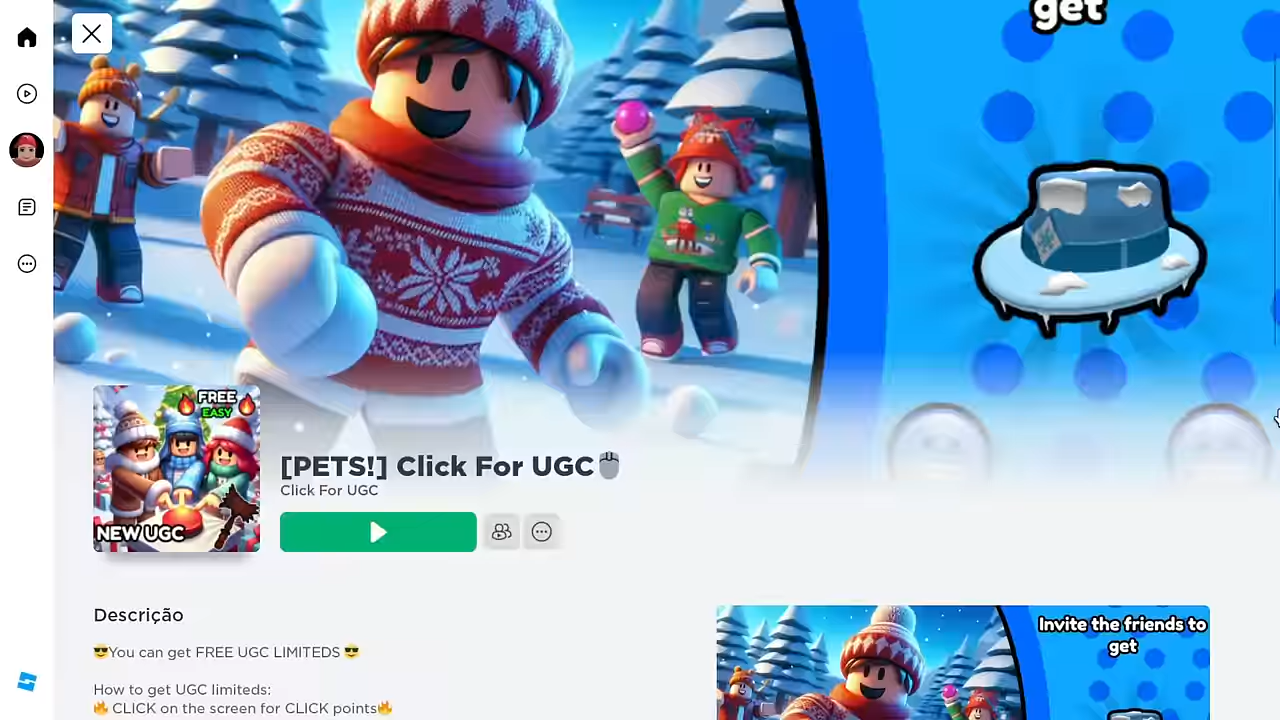 get
FREE
EASY
NEW UGC
[PETS!] Click For UGC
Click For UGC
Descrição
😎You can get FREE UGC LIMITEDS 😎
How to get UGC limiteds:
🔥 CLICK on the screen for CLICK points🔥
Invite the friends to
get